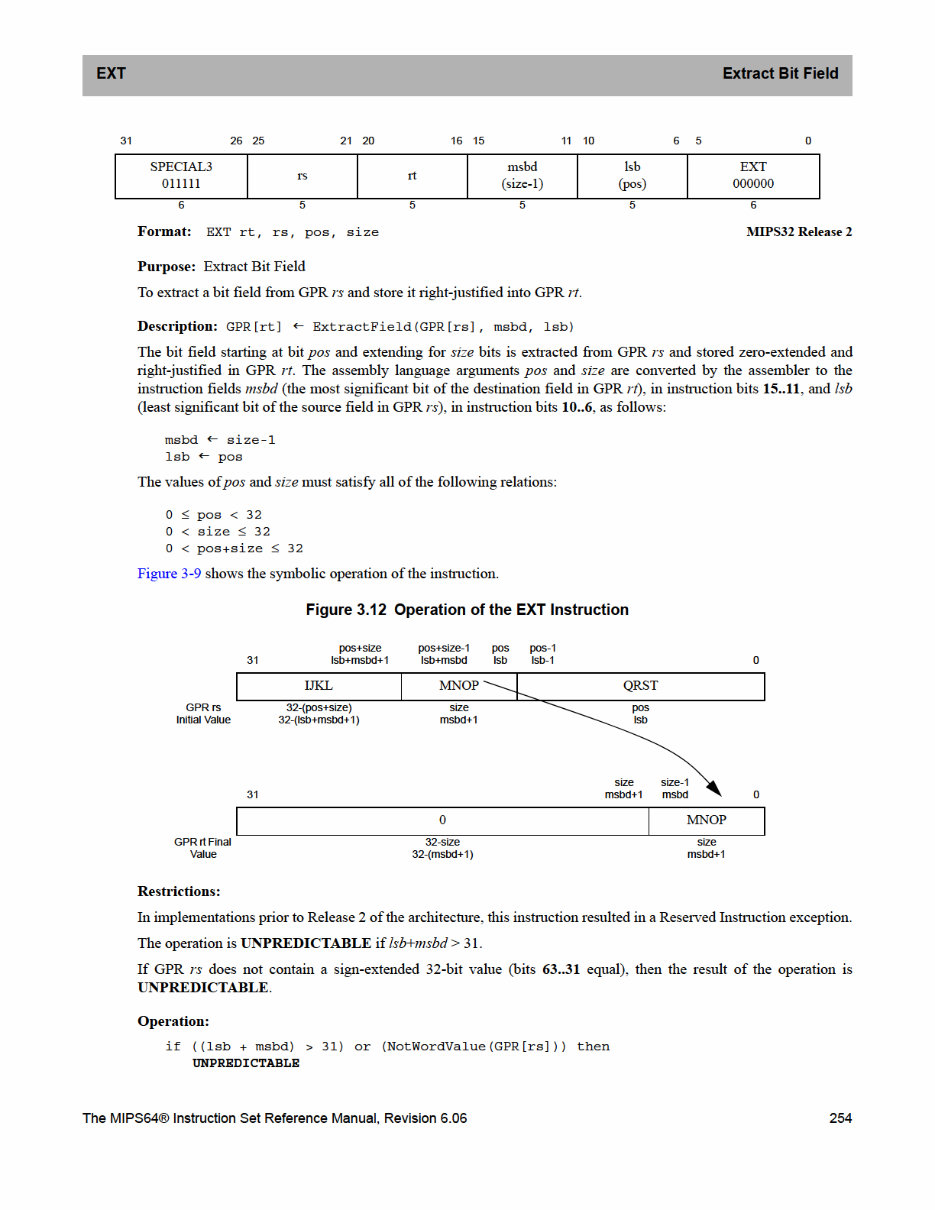 EXT Extract Bit Field
31 26 25 21 20 16 15 11 10 6 5 0
SPECIAL3 rs rt msbd lsb EXT
011111 (size-1) (pos) 000000
6 5 5 5 5 6
Format: EXT rt, rs, pos, size MIPS32 Release 2
Purpose: Extract Bit Field
To extract a bit field from GPR rs and store it right-justified into GPR rt.
Description: GPR[rt] ← ExtractField(GPR[rs], msbd, lsb)
The bit field starting at bit pos and extending for size bits is extracted from GPR rs and stored zero-extended and
right-justified in GPR rt. The assembly language arguments pos and size are converted by the assembler to the
instruction fields msbd (the most significant bit of the destination field in GPR rt), in instruction bits 15..11, and lsb
(least significant bit of the source field in GPR rs), in instruction bits 10..6, as follows:
msbd ← size-1
lsb ← pos
The values of pos and size must satisfy all of the following relations:
0 ≤ pos < 32
0 < size ≤ 32
0 < pos+size ≤ 32
Figure 3-9 shows the symbolic operation of the instruction.
Figure 3.12 Operation of the EXT Instruction
pos+size pos+size-1 pos pos-1
31 lsb+msbd+1 lsb+msbd lsb lsb-1 0
IJKL MNOP QRST
GPR rs 32-(pos+size) size pos
Initial Value 32-(lsb+msbd+1) msbd+1 lsb
size size-1
31 msbd+1 msbd 0
0 MNOP
GPR rt Final 32-size size
Value 32-(msbd+1) msbd+1
Restrictions:
In implementations prior to Release 2 of the architecture, this instruction resulted in a Reserved Instruction exception.
The operation is UNPREDICTABLE if lsb+msbd > 31.
If GPR rs does not contain a sign-extended 32-bit value (bits 63..31 equal), then the result of the operation is
UNPREDICTABLE.
Operation:
if ((lsb + msbd) > 31) or (NotWordValue(GPR[rs])) then
UNPREDICTABLE
The MIPS64® Instruction Set Reference Manual, Revision 6.06 254